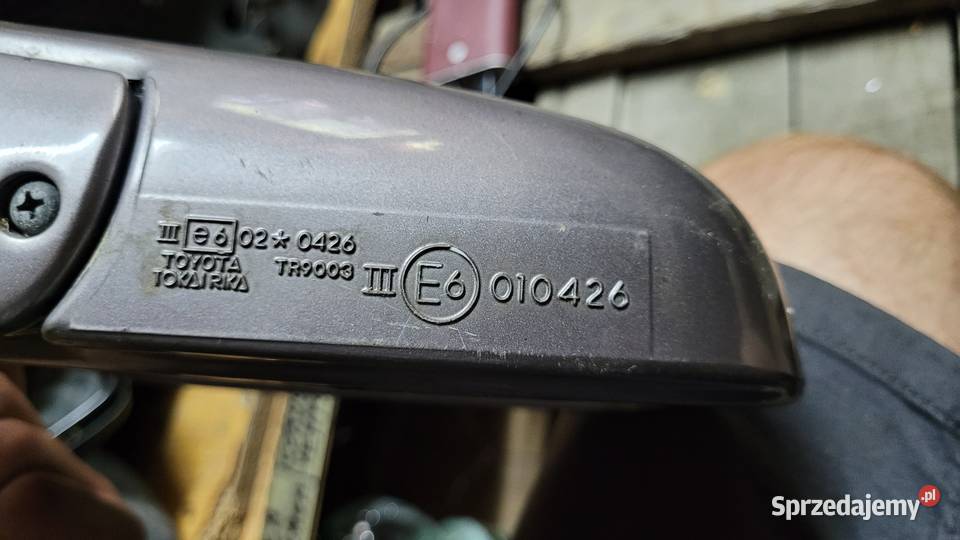 III e6 02★0426
TOYOTA TR9003
TOKAI RIKA
III E6 010426
Sprzedajemy.pl